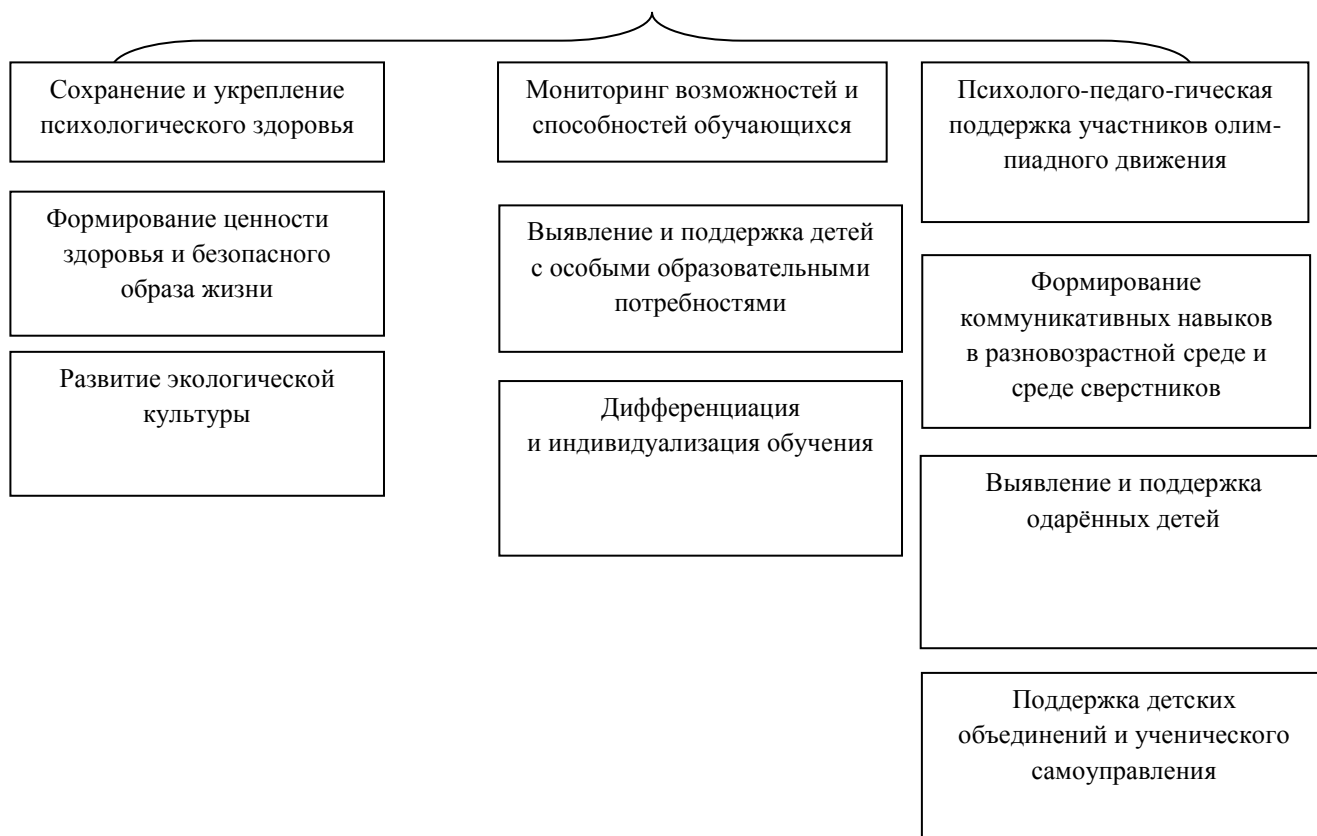 Сохранение и укрепление
психологического здоровья
Формирование ценности
здоровья и безопасного
образа жизни
Развитие экологической
культуры
Мониторинг возможностей и
способностей обучающихся
Выявление и поддержка детей
с особыми образовательными
потребностями
Дифференциация
и индивидуализация обучения
Психолого-педаго-гическая
поддержка участников олим-
пиадного движения
Формирование
коммуникативных навыков
в разновозрастной среде и
среде сверстников
Выявление и поддержка
одарённых детей
Поддержка детских
объединений и ученического
самоуправления